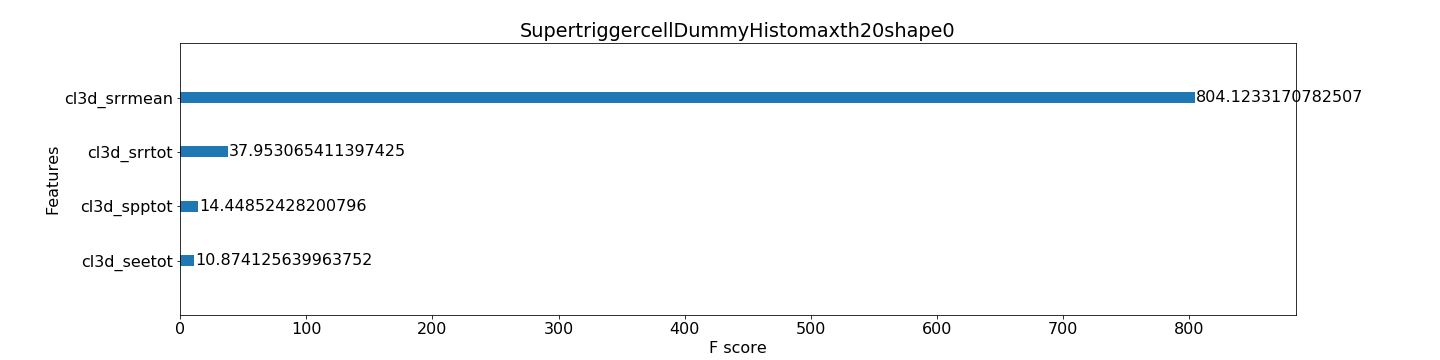 SupertriggercellDummyHistomaxth20shape0
cl3d_srrmean 804.1233170782507
cl3d_srrtot 37.953065411397425
Features
cl3d_spptot 14.44852428200796
cl3d_seetot 10.874125639963752
0 100 200 300 400 500 600 700 800
F score